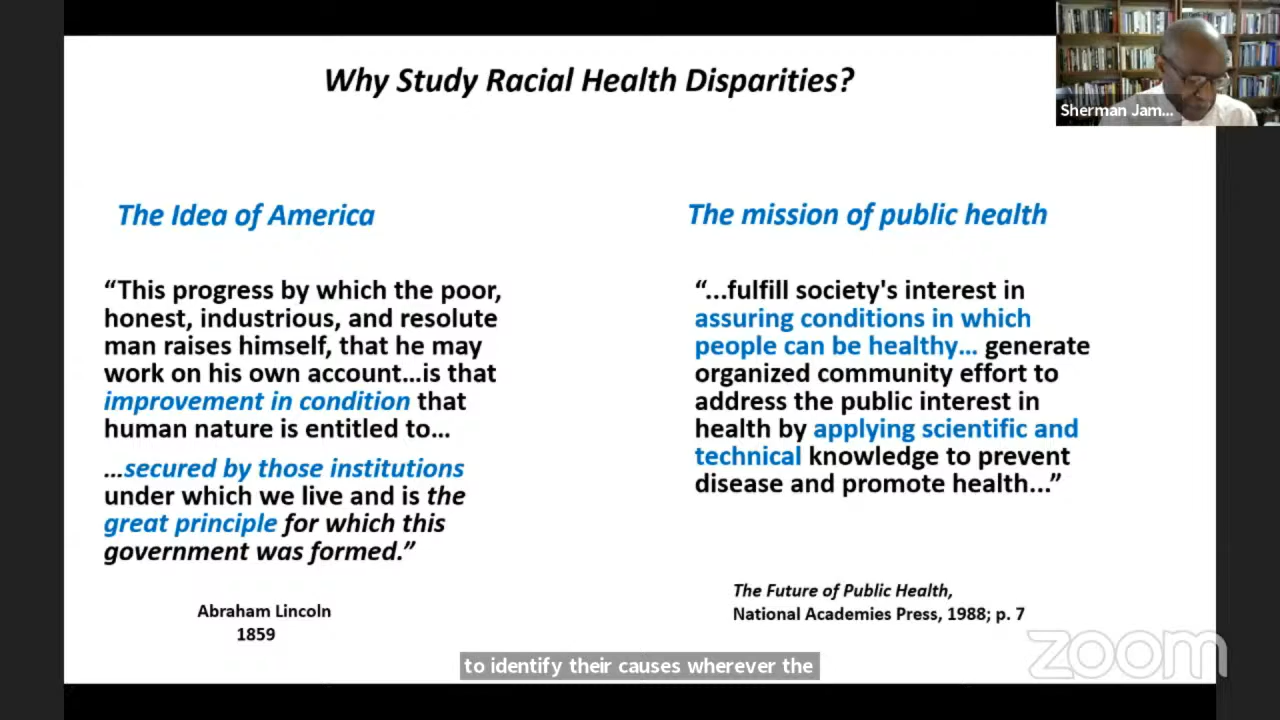 Why Study Racial Health Disparities?
Sherman Jam...
The Idea of America
“This progress by which the poor,
honest, industrious, and resolute
man raises himself, that he may
work on his own account...is that
improvement in condition that
human nature is entitled to...
...secured by those institutions
under which we live and is the
great principle for which this
government was formed.”
Abraham Lincoln
1859
The mission of public health
“...fulfill society's interest in
assuring conditions in which
people can be healthy... generate
organized community effort to
address the public interest in
health by applying scientific and
technical knowledge to prevent
disease and promote health...”
The Future of Public Health,
National Academies Press, 1988; p. 7
zoom
to identify their causes wherever the